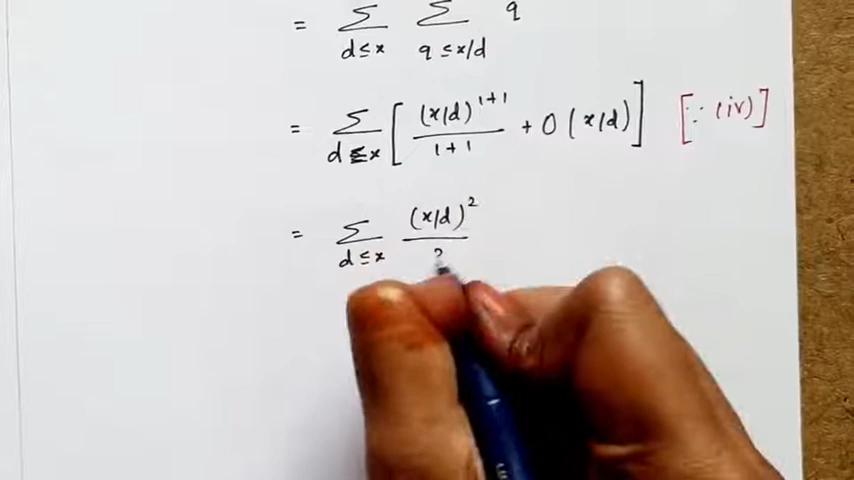 = Σ_{d≤x} Σ_{q≤x/d} q
= Σ_{d≤x} [ (x/d)^{1+1} / 1+1 + O(x/d) ] [∵ (iv)]
= Σ_{d≤x} (x/d)^2 / 2